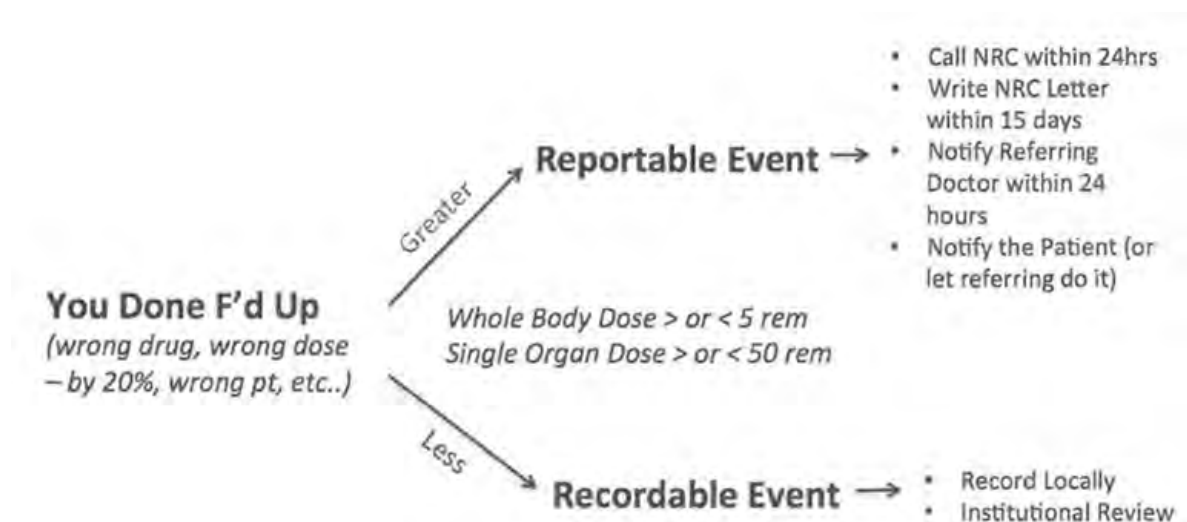 • Call NRC within 24hrs
• Write NRC Letter
within 15 days
Reportable Event → • Notify Referring
Doctor within 24
hours
• Notify the Patient (or
let referring do it)
Greater
You Done F'd Up
(wrong drug, wrong dose
– by 20%, wrong pt, etc..)
Whole Body Dose > or < 5 rem
Single Organ Dose > or < 50 rem
Less
Recordable Event → • Record Locally
• Institutional Review